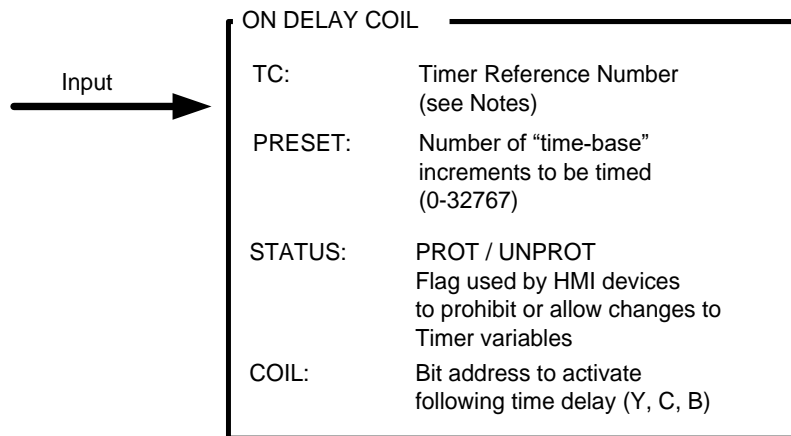 ON DELAY COIL
Input
TC: Timer Reference Number
(see Notes)
PRESET: Number of “time-base”
increments to be timed
(0-32767)
STATUS: PROT / UNPROT
Flag used by HMI devices
to prohibit or allow changes to
Timer variables
COIL: Bit address to activate
following time delay (Y, C, B)